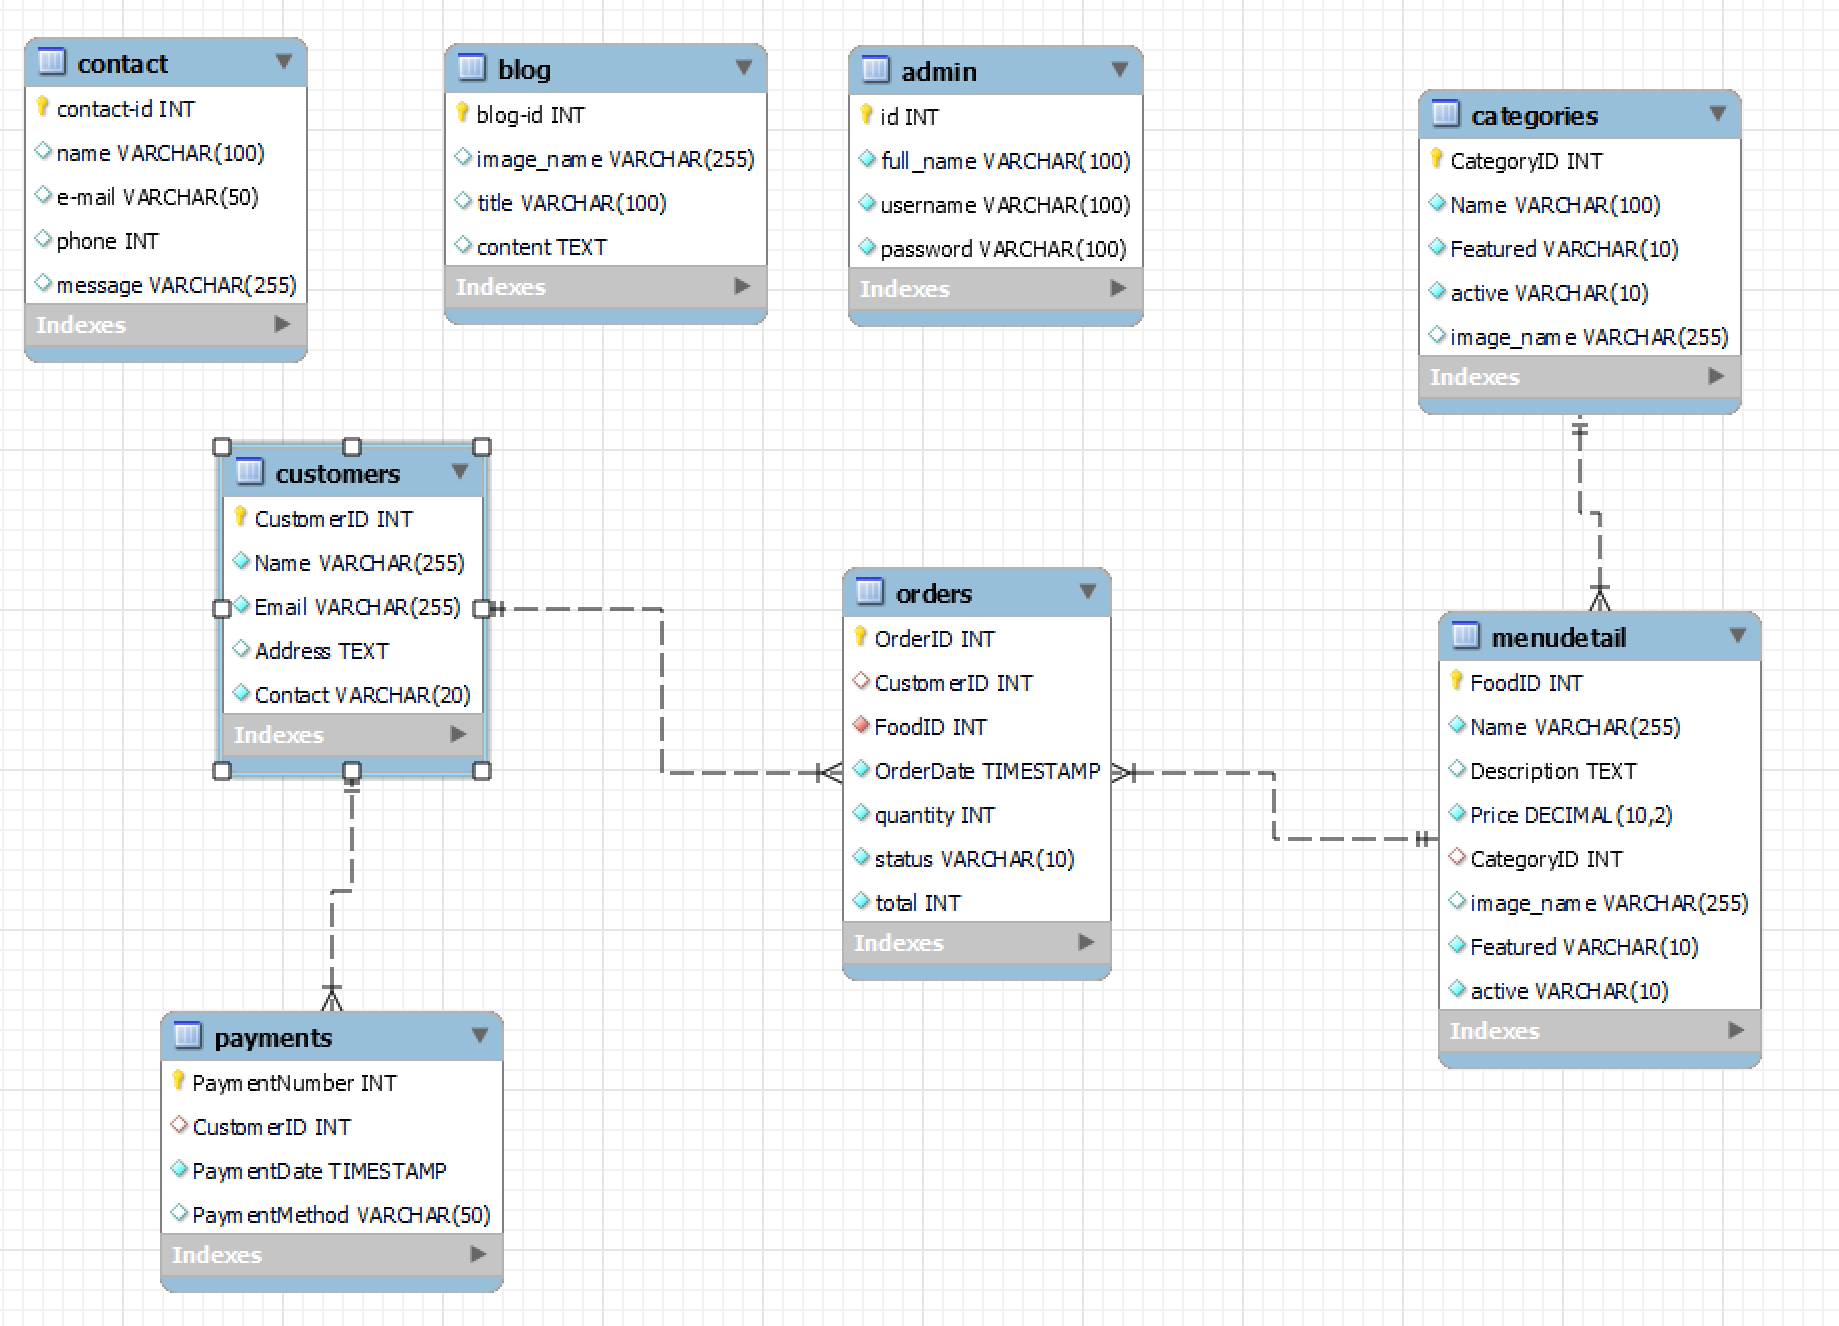 contact
contact-id INT
name VARCHAR(100)
e-mail VARCHAR(50)
phone INT
message VARCHAR(255)
Indexes
blog
blog-id INT
image_name VARCHAR(255)
title VARCHAR(100)
content TEXT
Indexes
admin
id INT
full_name VARCHAR(100)
username VARCHAR(100)
password VARCHAR(100)
Indexes
categories
CategoryID INT
Name VARCHAR(100)
Featured VARCHAR(10)
active VARCHAR(10)
image_name VARCHAR(255)
Indexes
customers
CustomerID INT
Name VARCHAR(255)
Email VARCHAR(255)
Address TEXT
Contact VARCHAR(20)
Indexes
orders
OrderID INT
CustomerID INT
FoodID INT
OrderDate TIMESTAMP
quantity INT
status VARCHAR(10)
total INT
Indexes
menudetail
FoodID INT
Name VARCHAR(255)
Description TEXT
Price DECIMAL(10,2)
CategoryID INT
image_name VARCHAR(255)
Featured VARCHAR(10)
active VARCHAR(10)
Indexes
payments
PaymentNumber INT
CustomerID INT
PaymentDate TIMESTAMP
PaymentMethod VARCHAR(50)
Indexes